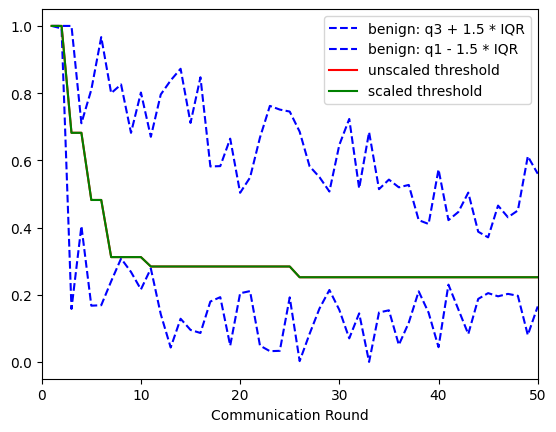 benign: q3 + 1.5 * IQR
benign: q1 - 1.5 * IQR
unscaled threshold
scaled threshold
1.0
0.8
0.6
0.4
0.2
0.0
0 10 20 30 40 50
Communication Round